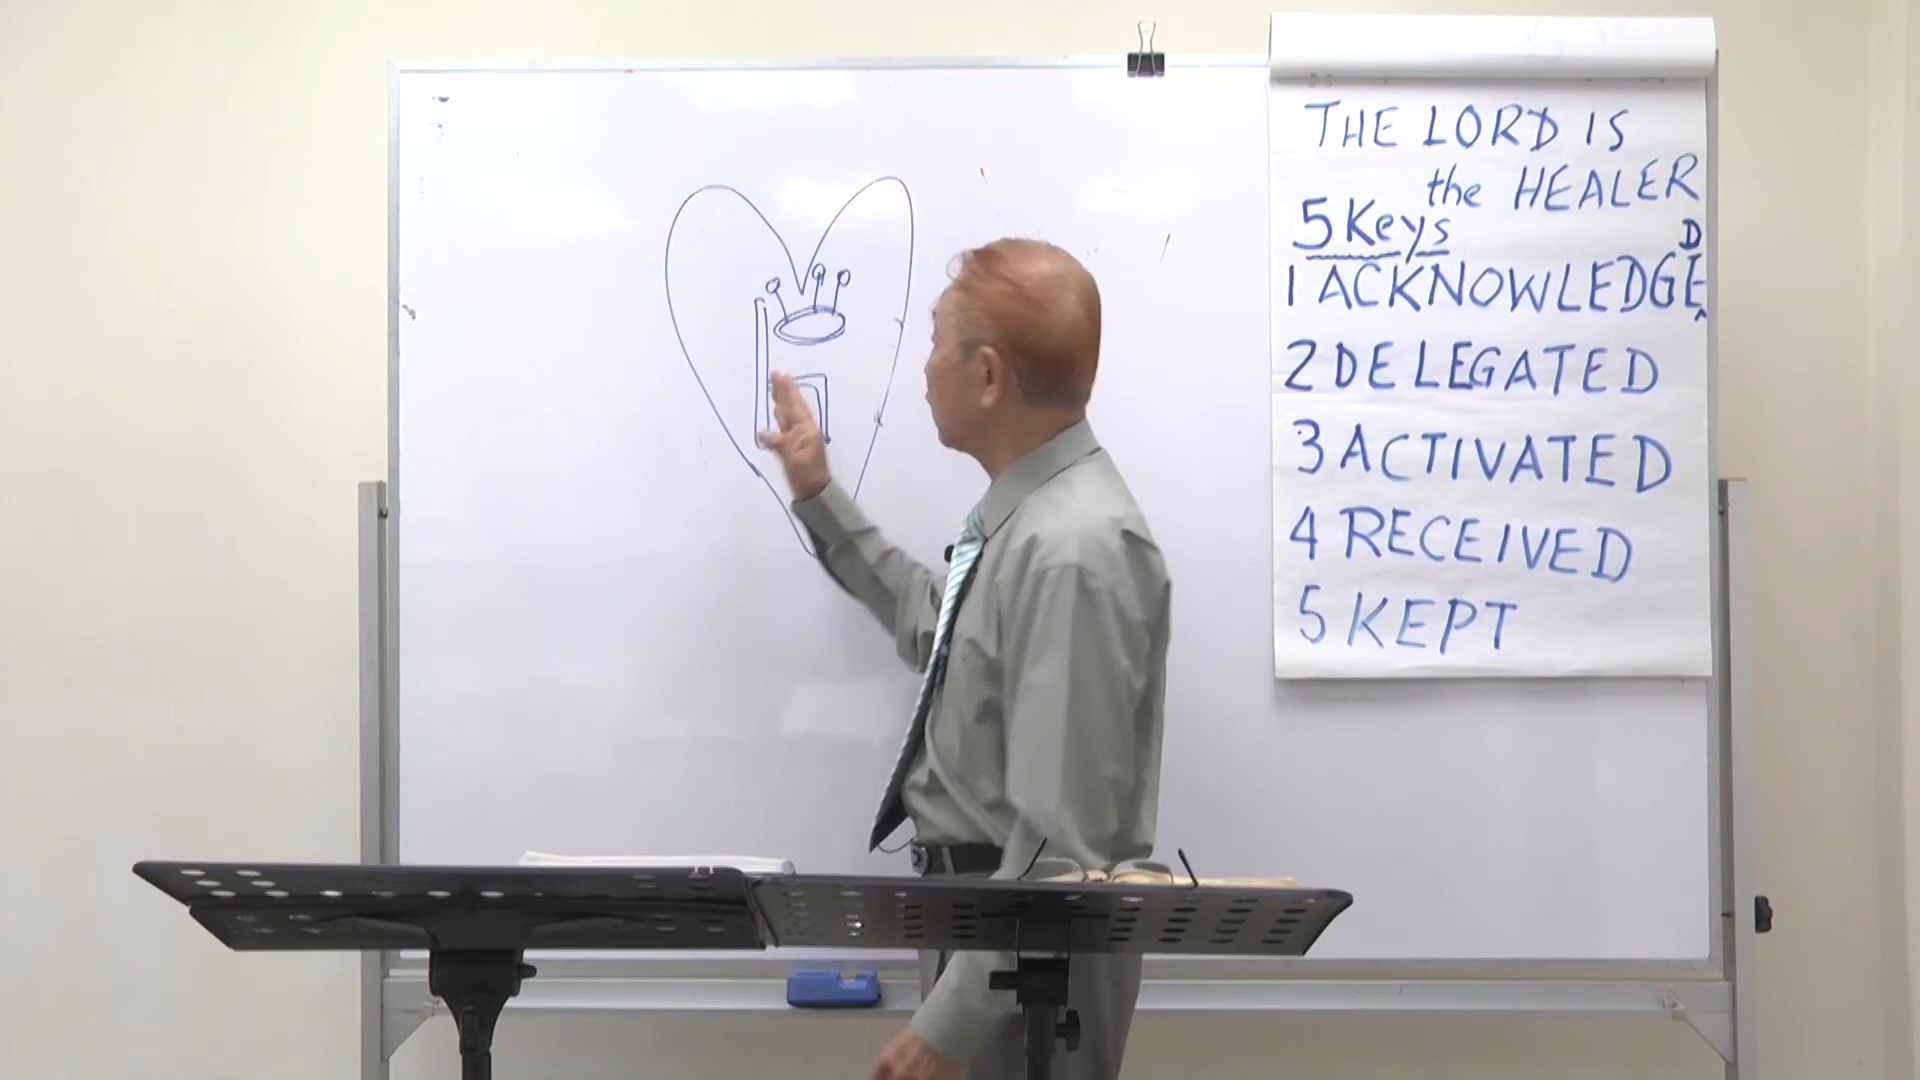 THE LORD IS
the HEALER
5 Keys
1 ACKNOWLEDGED
2 DELEGATED
3 ACTIVATED
4 RECEIVED
5 KEPT